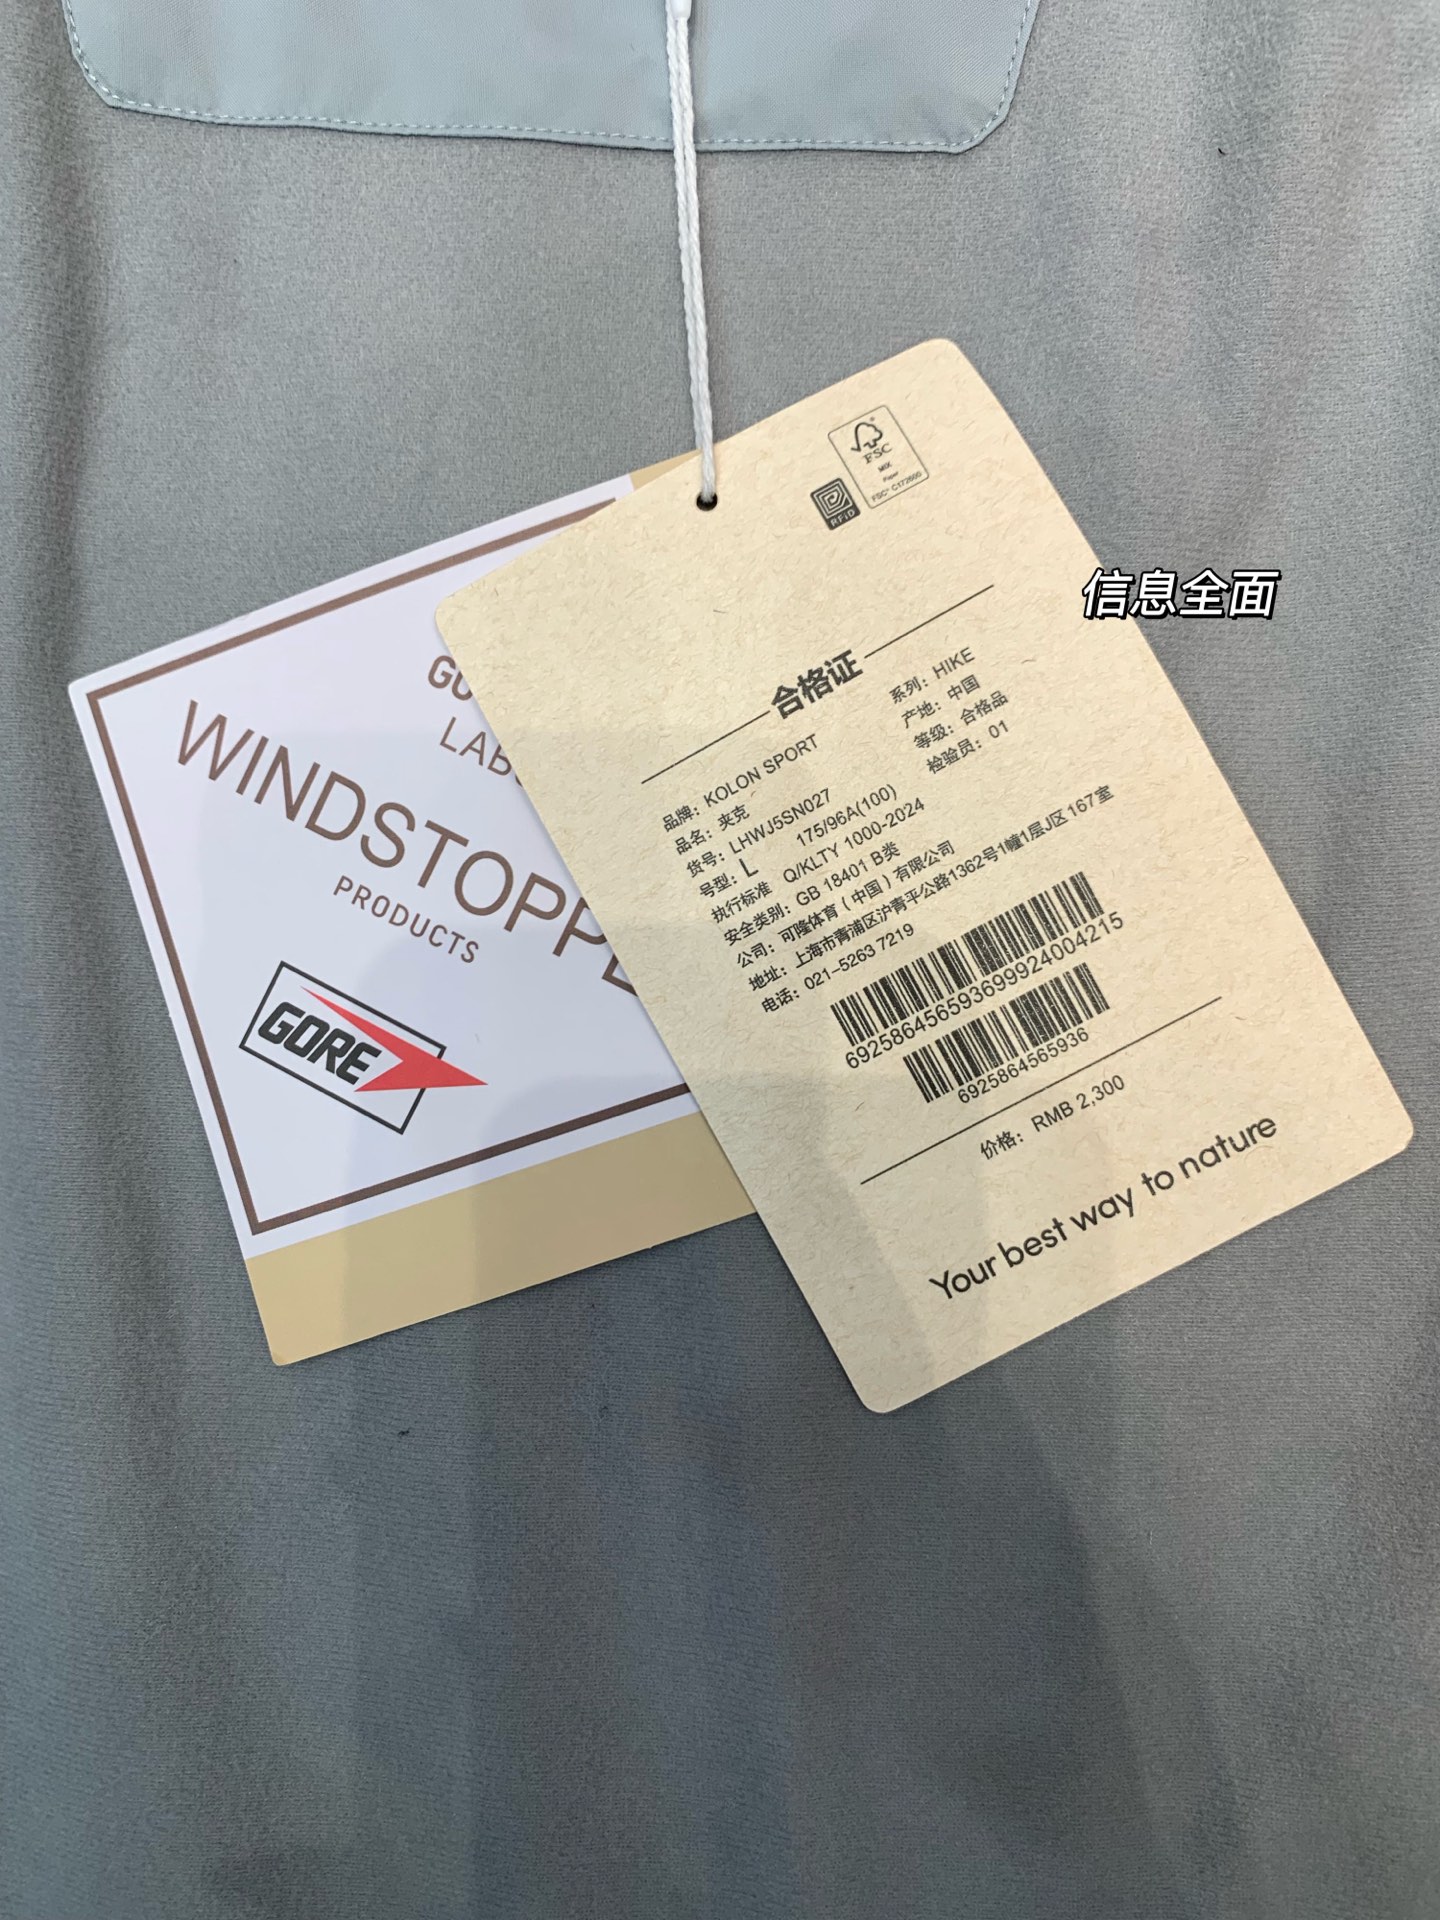 FSC
MIX
Paper
FSC® C172600
RFiD
信息全面
合格证
系列：HIKE
产地：中国
等级：合格品
检验员：01
品牌：KOLON SPORT
品名：夹克
货号：LHWJ5SN027
号型：L 175/96A(100)
执行标准 Q/KLTY 1000-2024
安全类别：GB 18401 B类
公司：可隆体育（中国）有限公司
地址：上海市青浦区沪青平公路1362号1幢1层J区167室
电话：021-5263 7219
69258645659369992400421​5
6925864565936
价格：RMB 2,300
Your best way to nature
WINDSTOPPE
PRODUCTS
GORE